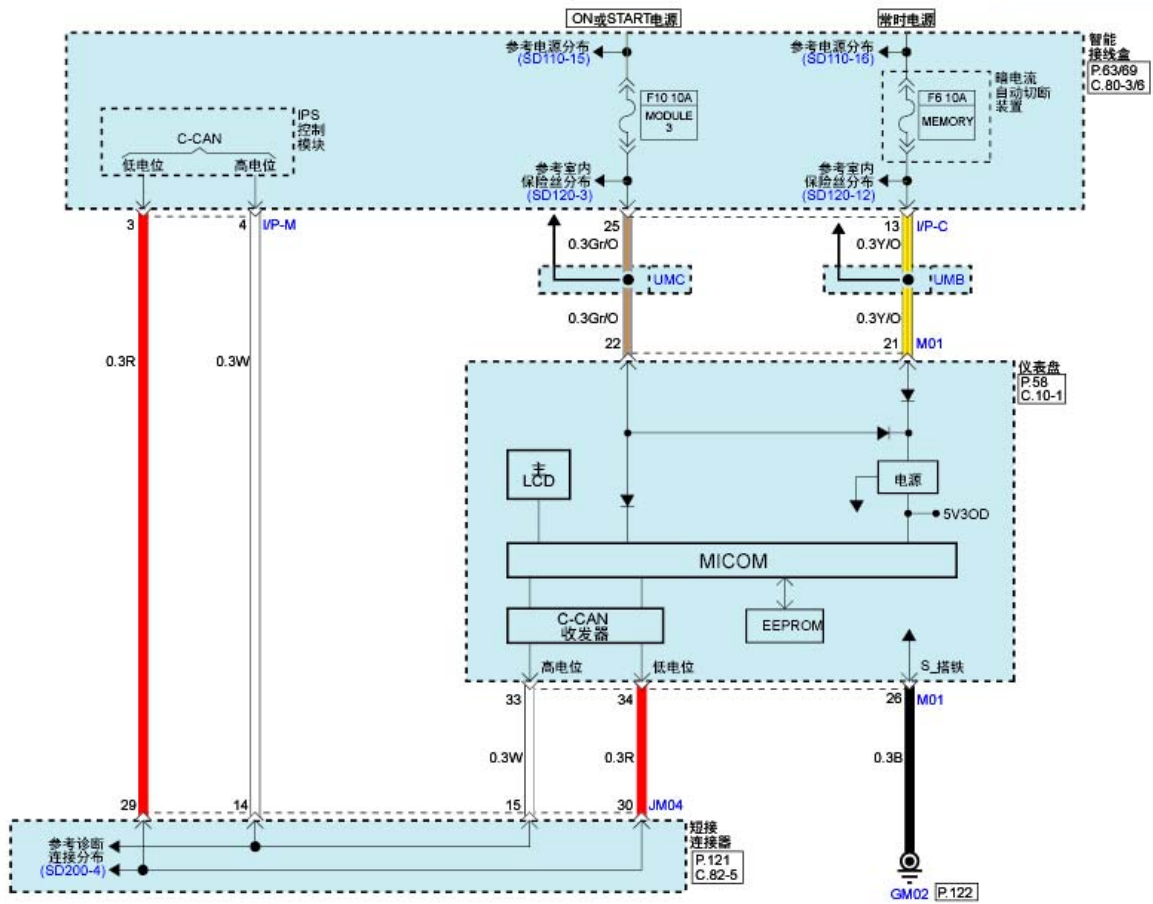 ON或START电源
常时电源
智能
接线盒
P.63/69
C.80-3/6
参考电源分布
(SD110-15)
参考电源分布
(SD110-16)
暗电流
自动切断
装置
F10 10A
MODULE
3
F6 10A
MEMORY
IPS
控制
模块
C-CAN
低电位
高电位
参考室内
保险丝分布
(SD120-3)
参考室内
保险丝分布
(SD120-12)
3
4
I/P-M
25
13
I/P-C
0.3Gr/O
0.3Y/O
UMC
UMB
0.3Gr/O
0.3Y/O
22
21
M01
0.3R
0.3W
仪表盘
P.58
C.10-1
主
LCD
电源
5V3OD
MICOM
C-CAN
收发器
EEPROM
高电位
低电位
S_搭铁
33
34
26
M01
0.3W
0.3R
0.3B
29
14
15
30
JM04
短接
连接器
P.121
C.82-5
参考诊断
连接分布
(SD200-4)
GM02
P.122